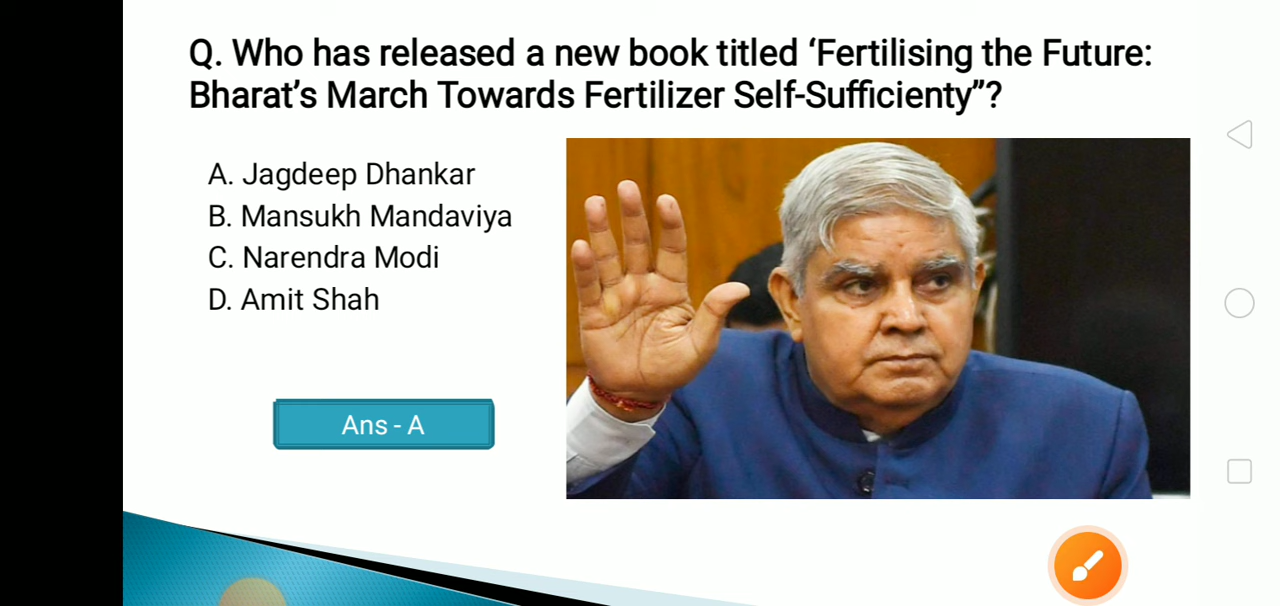 Q. Who has released a new book titled ‘Fertilising the Future:
Bharat’s March Towards Fertilizer Self-Sufficienty”?
A. Jagdeep Dhankar
B. Mansukh Mandaviya
C. Narendra Modi
D. Amit Shah
Ans - A